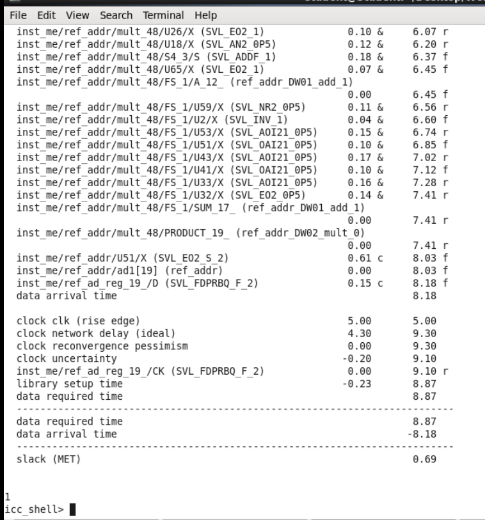 File Edit View Search Terminal Help
inst_me/ref_addr/mult_48/U26/X (SVL_EO2_1) 0.10 & 6.07 r
inst_me/ref_addr/mult_48/U18/X (SVL_AN2_0P5) 0.12 & 6.20 r
inst_me/ref_addr/mult_48/S4_3/S (SVL_ADDF_1) 0.18 & 6.37 f
inst_me/ref_addr/mult_48/U65/X (SVL_EO2_1) 0.07 & 6.45 f
inst_me/ref_addr/mult_48/FS_1/A_12_ (ref_addr_DW01_add_1)
0.00 6.45 f
inst_me/ref_addr/mult_48/FS_1/U59/X (SVL_NR2_0P5) 0.11 & 6.56 r
inst_me/ref_addr/mult_48/FS_1/U2/X (SVL_INV_1) 0.04 & 6.60 f
inst_me/ref_addr/mult_48/FS_1/U53/X (SVL_AOI21_0P5) 0.15 & 6.74 r
inst_me/ref_addr/mult_48/FS_1/U51/X (SVL_OAI21_0P5) 0.10 & 6.85 f
inst_me/ref_addr/mult_48/FS_1/U43/X (SVL_AOI21_0P5) 0.17 & 7.02 r
inst_me/ref_addr/mult_48/FS_1/U41/X (SVL_OAI21_0P5) 0.10 & 7.12 f
inst_me/ref_addr/mult_48/FS_1/U33/X (SVL_AOI21_0P5) 0.16 & 7.28 r
inst_me/ref_addr/mult_48/FS_1/U32/X (SVL_EO2_0P5) 0.14 & 7.41 r
inst_me/ref_addr/mult_48/FS_1/SUM_17_ (ref_addr_DW01_add_1)
0.00 7.41 r
inst_me/ref_addr/mult_48/PRODUCT_19_ (ref_addr_DW02_mult_0)
0.00 7.41 r
inst_me/ref_addr/U51/X (SVL_EO2_S_2) 0.61 c 8.03 f
inst_me/ref_addr/ad1[19] (ref_addr) 0.00 8.03 f
inst_me/ref_ad_reg_19_/D (SVL_FDPRBQ_F_2) 0.15 c 8.18 f
data arrival time 8.18
clock clk (rise edge) 5.00 5.00
clock network delay (ideal) 4.30 9.30
clock reconvergence pessimism 0.00 9.30
clock uncertainty -0.20 9.10
inst_me/ref_ad_reg_19_/CK (SVL_FDPRBQ_F_2) 0.00 9.10 r
library setup time -0.23 8.87
data required time 8.87
--------------------------------------------------------------------------
data required time 8.87
data arrival time -8.18
--------------------------------------------------------------------------
slack (MET) 0.69
1
icc_shell>